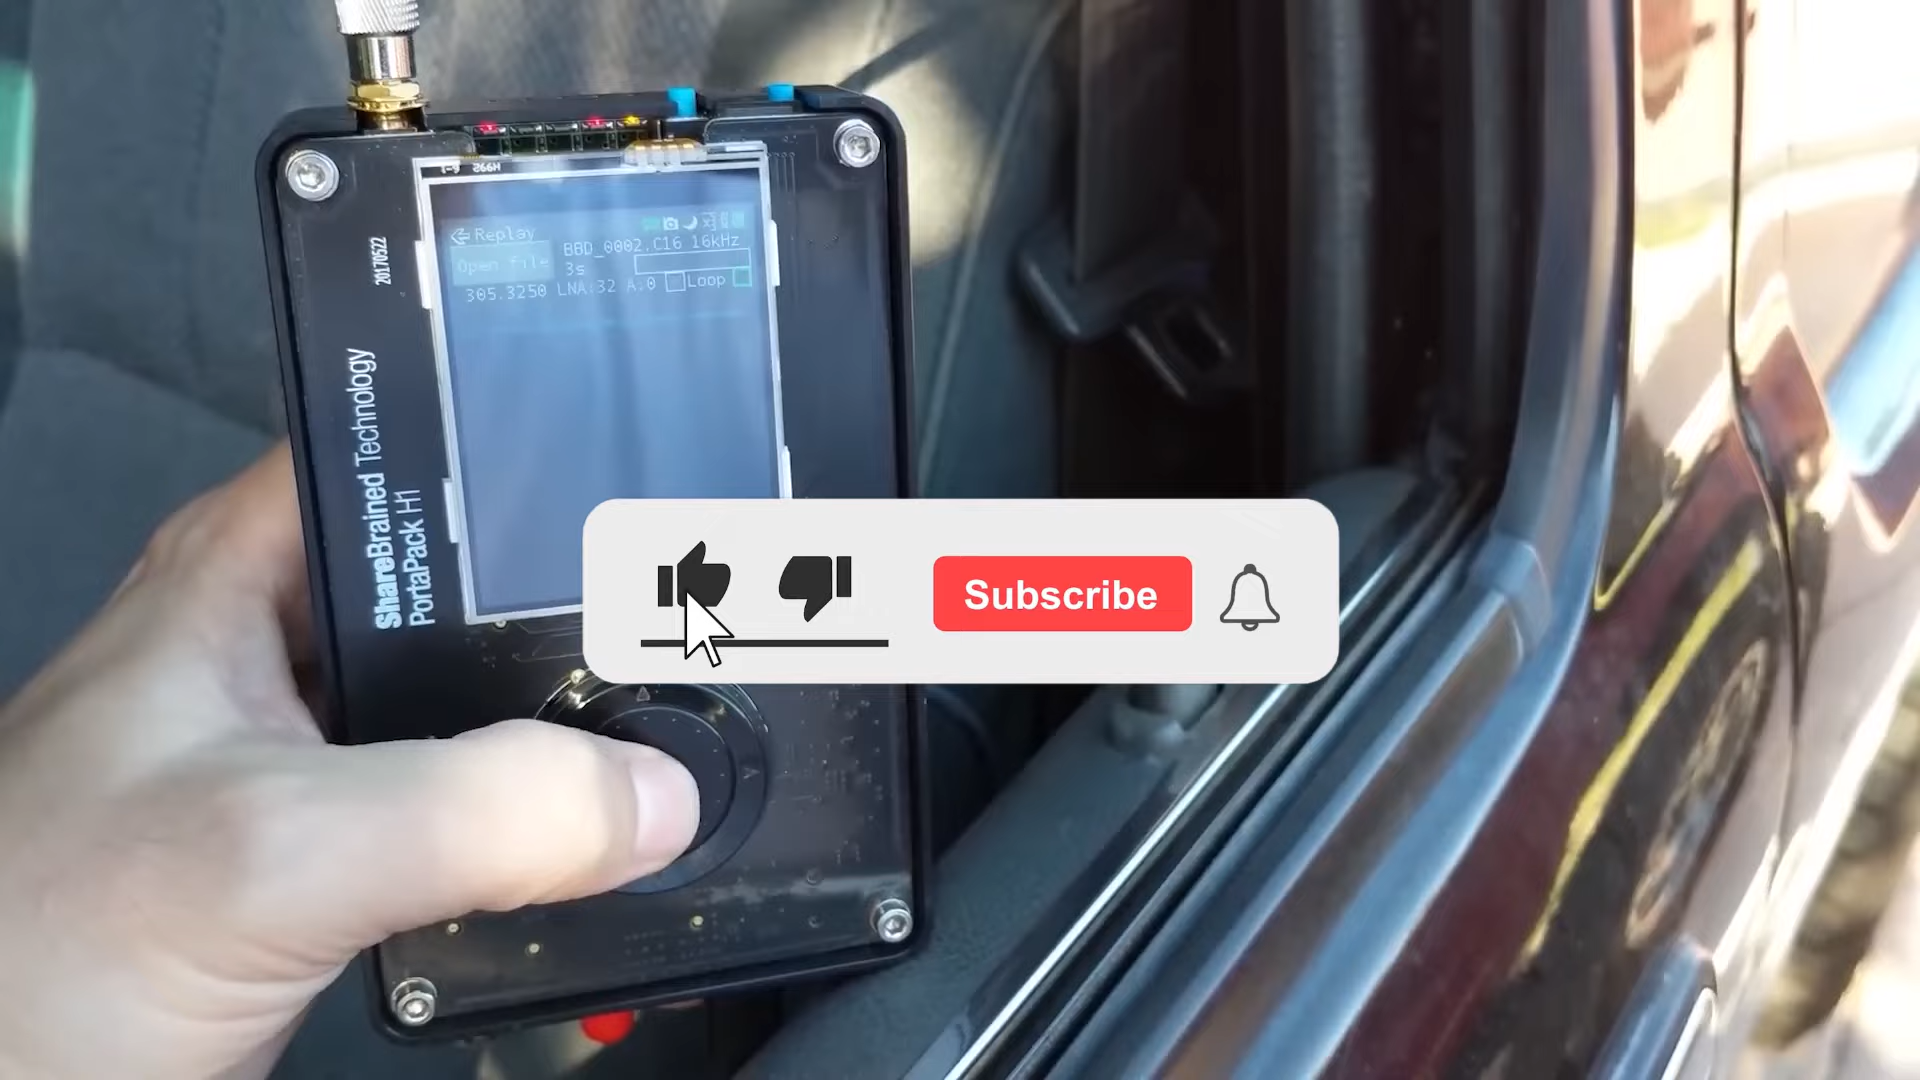 20170522
ShareBrained Technology
PortaPack H1
Replay
Open file
BBD_0002.C16 16kHz
3s
305.3250 LNA:32 A:0 Loop
Subscribe